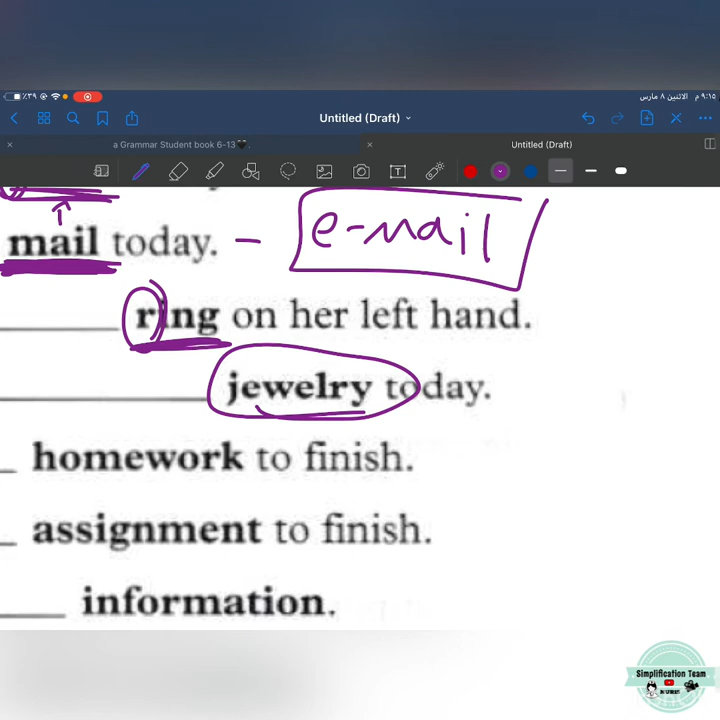 ٪٣٩
٩:١٥ م الاثنين ٨ مارس
Untitled (Draft)
a Grammar Student book 6-13🖤.
Untitled (Draft)
mail today. - e-mail
ring on her left hand.
jewelry today.
homework to finish.
assignment to finish.
information.
Simplification Team